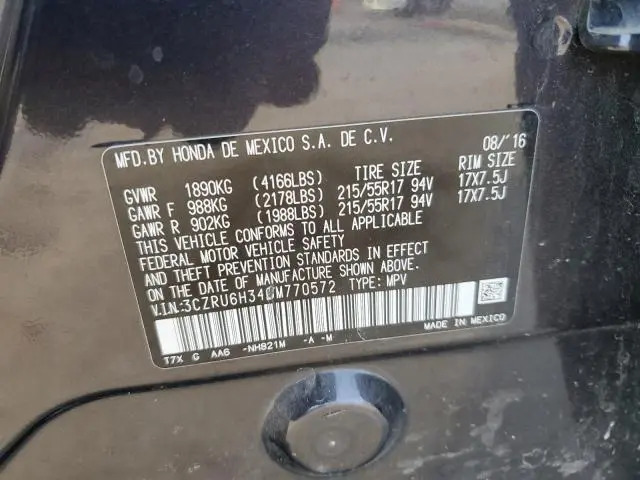 MFD. BY HONDA DE MEXICO S.A. DE C.V. 08/'16
TIRE SIZE RIM SIZE
GVWR 1890KG (4166LBS)
GAWR F 988KG (2178LBS) 215/55R17 94V 17X7.5J
GAWR R 902KG (1988LBS) 215/55R17 94V 17X7.5J
THIS VEHICLE CONFORMS TO ALL APPLICABLE
FEDERAL MOTOR VEHICLE SAFETY
AND THEFT PREVENTION STANDARDS IN EFFECT
ON THE DATE OF MANUFACTURE SHOWN ABOVE.
V.I.N.:3CZRU6H34GM770572 TYPE: MPV
T7X G AA6 -NH821M -A -M MADE IN MEXICO